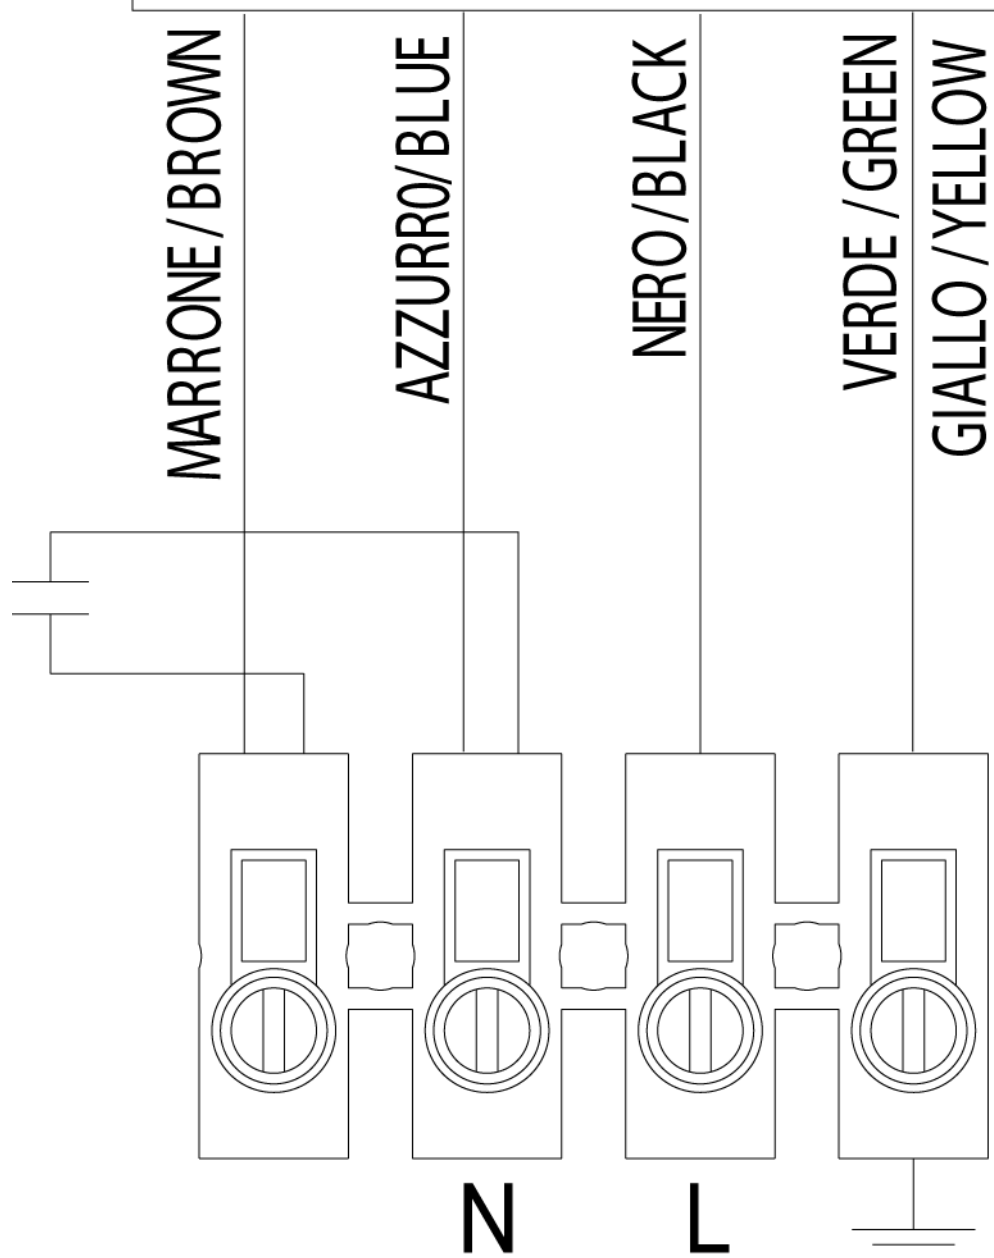 MARRONE / BROWN
AZZURRO/ BLUE
NERO / BLACK
VERDE / GREEN
GIALLO / YELLOW
N
L